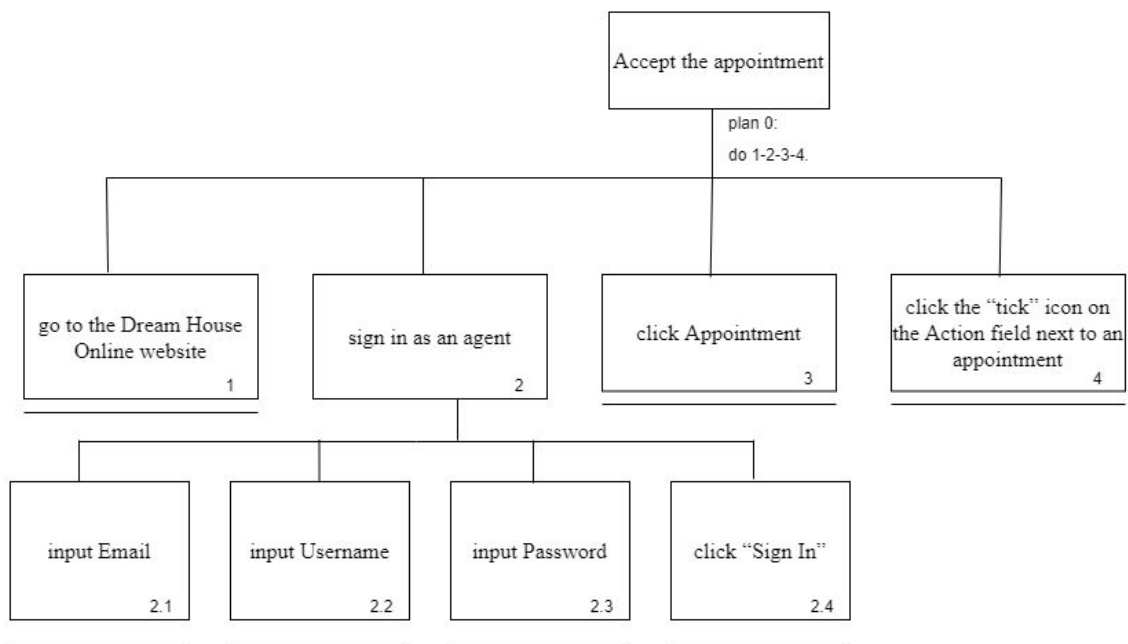 Accept the appointment
plan 0:
do 1-2-3-4.
go to the Dream House
Online website
1
sign in as an agent
2
click Appointment
3
click the “tick” icon on
the Action field next to an
appointment
4
input Email
2.1
input Username
2.2
input Password
2.3
click “Sign In”
2.4